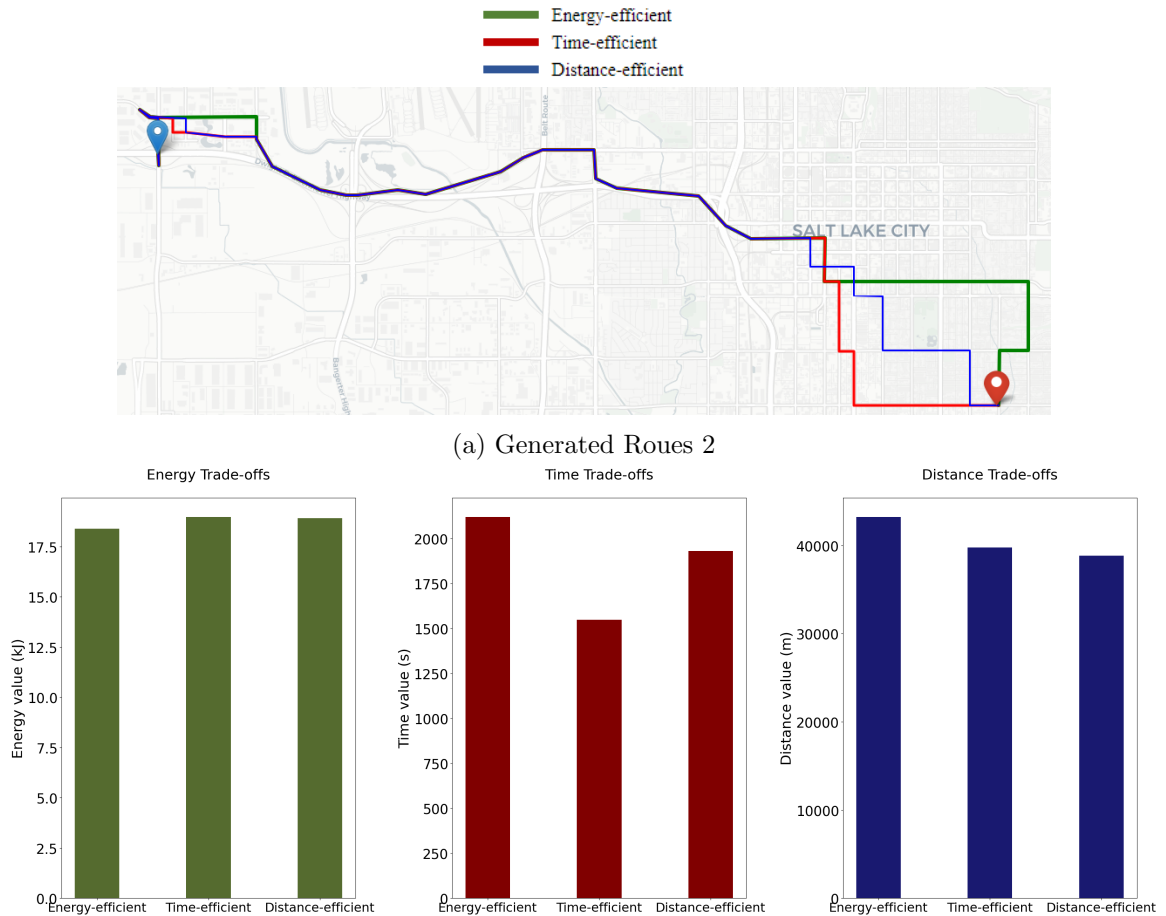 Energy-efficient
Time-efficient
Distance-efficient
Belt Route
SALT LAKE CITY
(a) Generated Roues 2
Energy Trade-offs
Energy value (kJ)
17.5
15.0
12.5
10.0
7.5
5.0
2.5
0.0
Energy-efficient Time-efficient Distance-efficient
Time Trade-offs
Time value (s)
2000
1750
1500
1250
1000
750
500
250
0
Energy-efficient Time-efficient Distance-efficient
Distance Trade-offs
Distance value (m)
40000
30000
20000
10000
0
Energy-efficient Time-efficient Distance-efficient